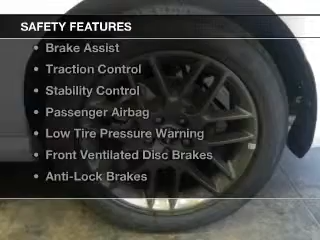 SAFETY FEATURES
• Brake Assist
• Traction Control
• Stability Control
• Passenger Airbag
• Low Tire Pressure Warning
• Front Ventilated Disc Brakes
• Anti-Lock Brakes